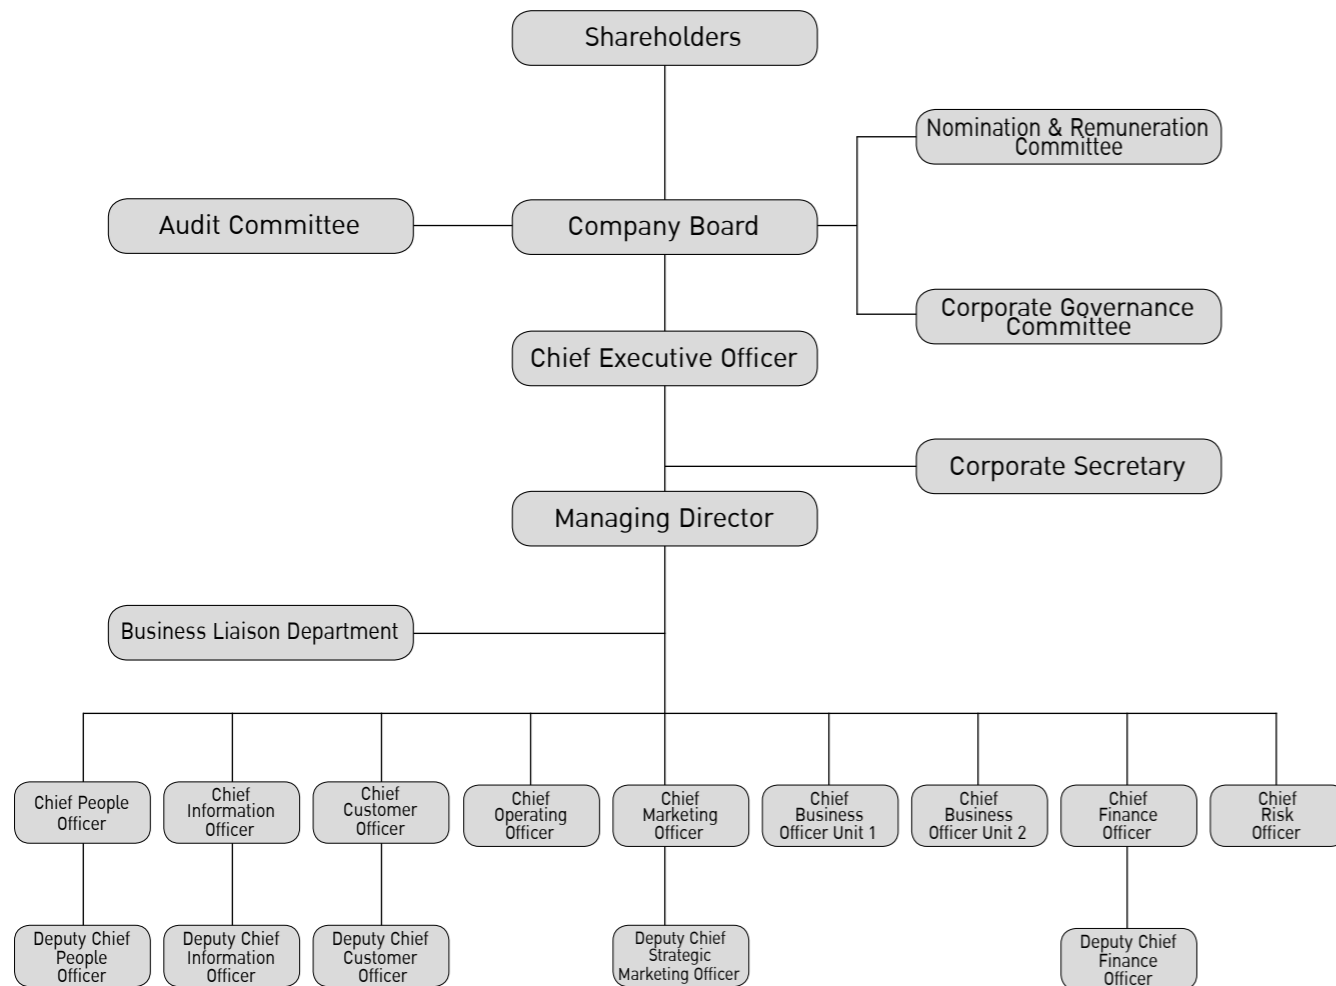 Shareholders
Nomination & Remuneration
Committee
Audit Committee
Company Board
Corporate Governance
Committee
Chief Executive Officer
Corporate Secretary
Managing Director
Business Liaison Department
Chief People
Officer
Chief
Information
Officer
Chief
Customer
Officer
Chief
Operating
Officer
Chief
Marketing
Officer
Chief
Business
Officer Unit 1
Chief
Business
Officer Unit 2
Chief
Finance
Officer
Chief
Risk
Officer
Deputy Chief
People
Officer
Deputy Chief
Information
Officer
Deputy Chief
Customer
Officer
Deputy Chief
Strategic
Marketing Officer
Deputy Chief
Finance
Officer